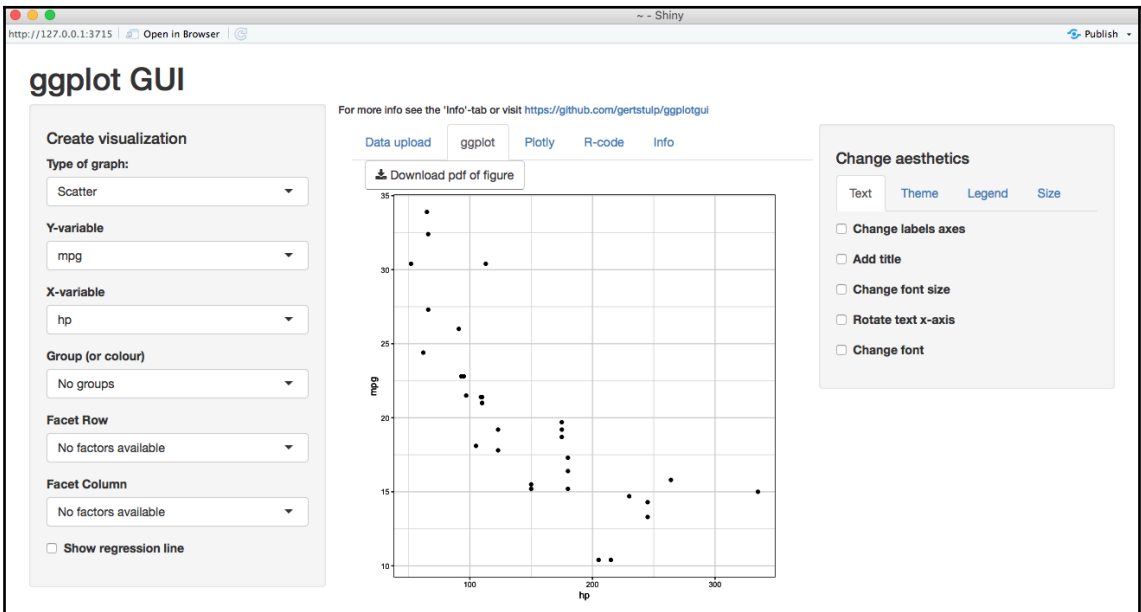 ~ - Shiny
http://127.0.0.1:3715 Open in Browser Publish
ggplot GUI
For more info see the 'Info'-tab or visit https://github.com/gertstulp/ggplotgui
Create visualization
Type of graph:
Scatter
Y-variable
mpg
X-variable
hp
Group (or colour)
No groups
Facet Row
No factors available
Facet Column
No factors available
Show regression line
Data upload ggplot Plotly R-code Info
Download pdf of figure
35
30
25
20
15
10
mpg
100 200 300
hp
Change aesthetics
Text Theme Legend Size
Change labels axes
Add title
Change font size
Rotate text x-axis
Change font